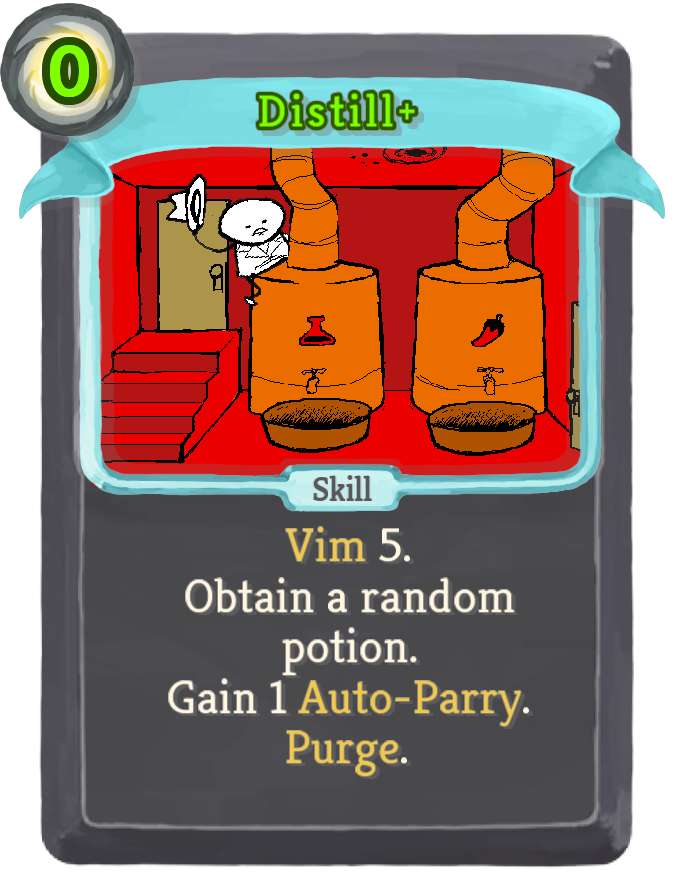 0
Distill+
Skill
Vim 5.
Obtain a random
potion.
Gain 1 Auto-Parry.
Purge.